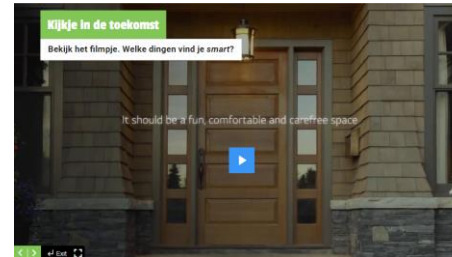 Kijkje in de toekomst
Bekijk het filmpje. Welke dingen vind je smart?
It should be a fun, comfortable and carefree space
Exit